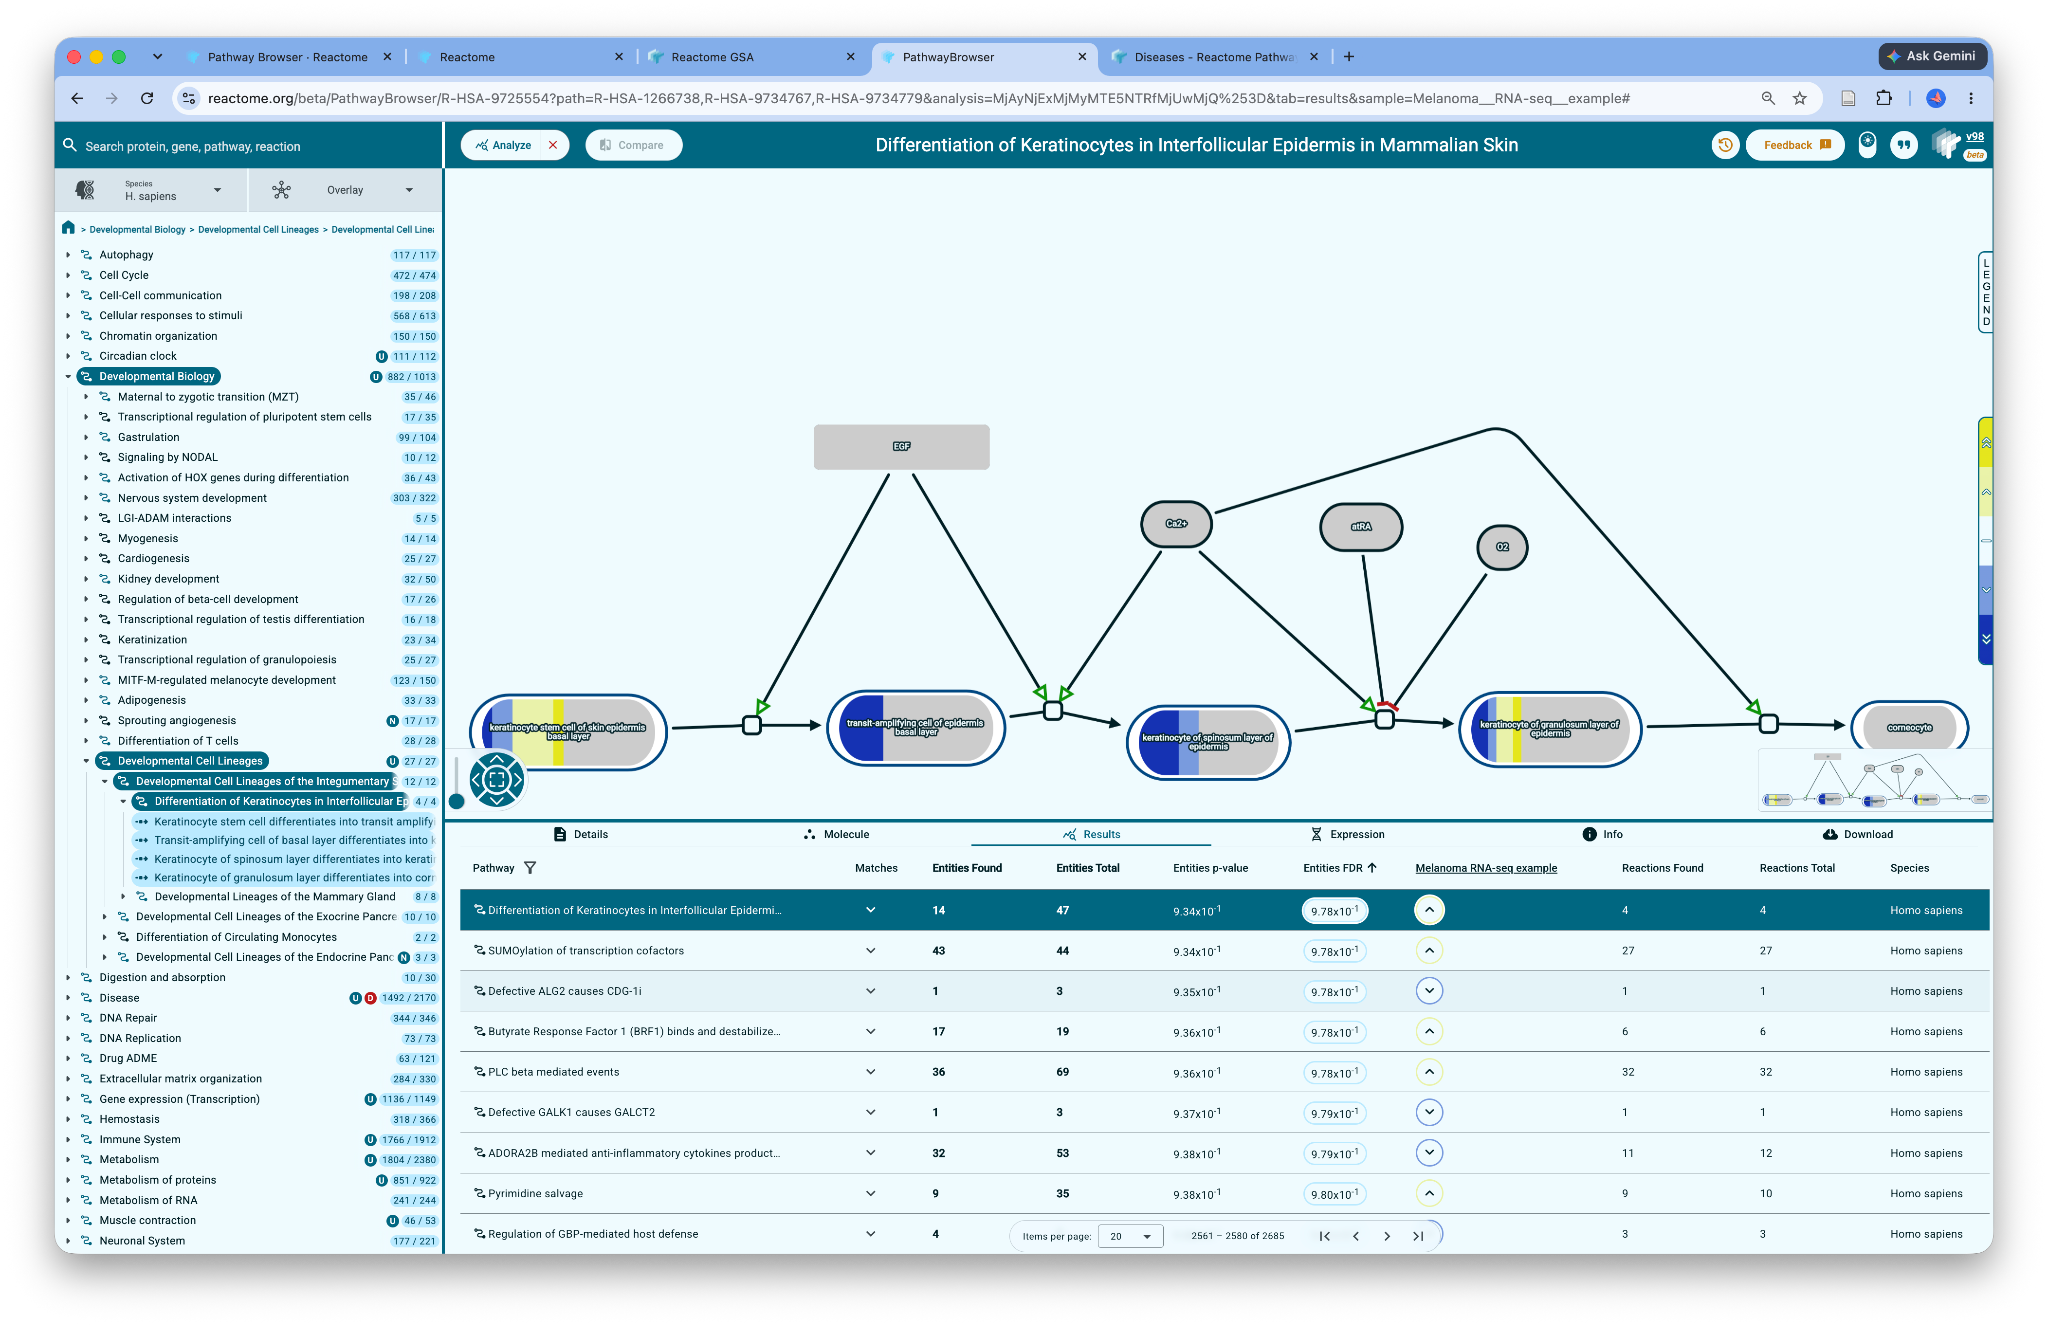 Pathway Browser · Reactome
Reactome
Reactome GSA
PathwayBrowser
Diseases - Reactome Pathwa
Ask Gemini
reactome.org/beta/PathwayBrowser/R-HSA-9725554?path=R-HSA-1266738,R-HSA-9734767,R-HSA-9734779&analysis=MjAyNjExMjMyMTE5NTRfMjUwMjQ%253D&tab=results&sample=Melanoma__RNA-seq__example#
Search protein, gene, pathway, reaction
Analyze
Compare
Differentiation of Keratinocytes in Interfollicular Epidermis in Mammalian Skin
Feedback
v98
beta
Species
H. sapiens
Overlay
> Developmental Biology > Developmental Cell Lineages > Developmental Cell Linea
Autophagy 117 / 117
Cell Cycle 472 / 474
Cell-Cell communication 198 / 208
Cellular responses to stimuli 568 / 613
Chromatin organization 150 / 150
Circadian clock U 111 / 112
Developmental Biology U 882 / 1013
Maternal to zygotic transition (MZT) 35 / 46
Transcriptional regulation of pluripotent stem cells 17 / 35
Gastrulation 99 / 104
Signaling by NODAL 10 / 12
Activation of HOX genes during differentiation 36 / 43
Nervous system development 303 / 322
LGI-ADAM interactions 5 / 5
Myogenesis 14 / 14
Cardiogenesis 25 / 27
Kidney development 32 / 50
Regulation of beta-cell development 17 / 26
Transcriptional regulation of testis differentiation 16 / 18
Keratinization 23 / 34
Transcriptional regulation of granulopoiesis 25 / 27
MITF-M-regulated melanocyte development 123 / 150
Adipogenesis 33 / 33
Sprouting angiogenesis N 17 / 17
Differentiation of T cells 28 / 28
Developmental Cell Lineages U 27 / 27
Developmental Cell Lineages of the Integumentary S 12 / 12
Differentiation of Keratinocytes in Interfollicular Ep 4 / 4
Keratinocyte stem cell differentiates into transit amplify
Transit-amplifying cell of basal layer differentiates into k
Keratinocyte of spinosum layer differentiates into kerati
Keratinocyte of granulosum layer differentiates into corn
Developmental Lineages of the Mammary Gland 8 / 8
Developmental Cell Lineages of the Exocrine Pancre 10 / 10
Differentiation of Circulating Monocytes 2 / 2
Developmental Cell Lineages of the Endocrine Panc N 3 / 3
Digestion and absorption 10 / 30
Disease U D 1492 / 2170
DNA Repair 344 / 346
DNA Replication 73 / 73
Drug ADME 63 / 121
Extracellular matrix organization 284 / 330
Gene expression (Transcription) U 1136 / 1149
Hemostasis 318 / 366
Immune System U 1766 / 1912
Metabolism U 1804 / 2380
Metabolism of proteins U 851 / 922
Metabolism of RNA 241 / 244
Muscle contraction U 46 / 53
Neuronal System 177 / 221
LEGEND
EGF
Ca2+
atRA
O2
keratinocyte stem cell of skin epidermis
basal layer
transit-amplifying cell of epidermis
basal layer
keratinocyte of spinosum layer of
epidermis
keratinocyte of granulosum layer of
epidermis
corneocyte
Details
Molecule
Results
Expression
Info
Download
Pathway Matches Entities Found Entities Total Entities p-value Entities FDR Melanoma RNA-seq example Reactions Found Reactions Total Species
Differentiation of Keratinocytes in Interfollicular Epidermi... 14 47 9.34x10-1 9.78x10-1 4 4 Homo sapiens
SUMOylation of transcription cofactors 43 44 9.34x10-1 9.78x10-1 27 27 Homo sapiens
Defective ALG2 causes CDG-1i 1 3 9.35x10-1 9.78x10-1 1 1 Homo sapiens
Butyrate Response Factor 1 (BRF1) binds and destabilize... 17 19 9.36x10-1 9.78x10-1 6 6 Homo sapiens
PLC beta mediated events 36 69 9.36x10-1 9.78x10-1 32 32 Homo sapiens
Defective GALK1 causes GALCT2 1 3 9.37x10-1 9.79x10-1 1 1 Homo sapiens
ADORA2B mediated anti-inflammatory cytokines product... 32 53 9.38x10-1 9.79x10-1 11 12 Homo sapiens
Pyrimidine salvage 9 35 9.38x10-1 9.80x10-1 9 10 Homo sapiens
Regulation of GBP-mediated host defense 4 3 3 Homo sapiens
Items per page: 20 2561 – 2580 of 2685